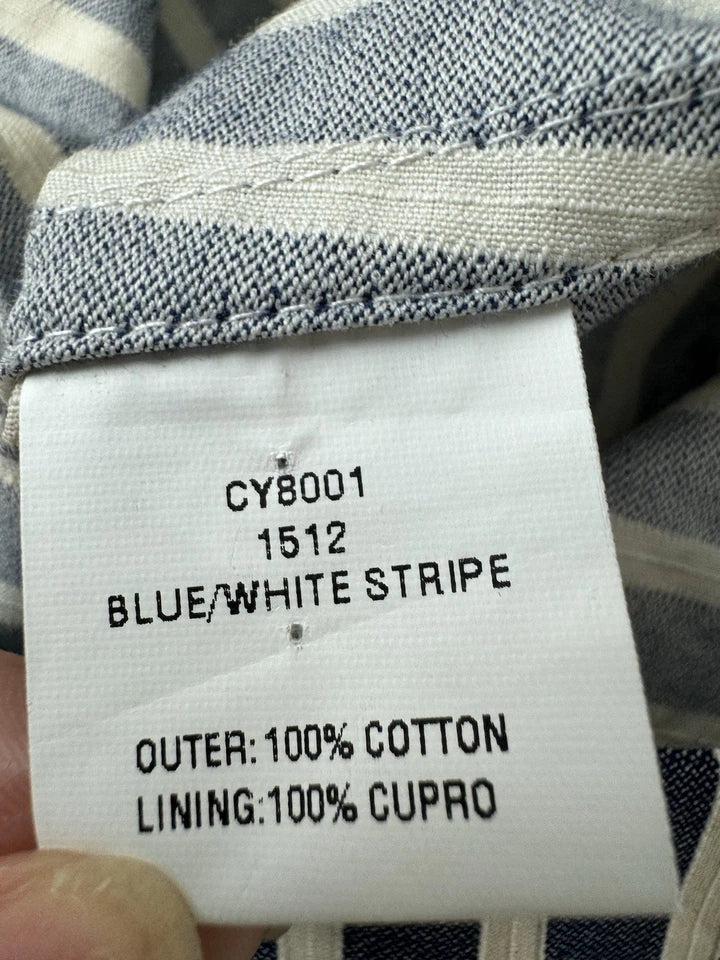 CY8001
1512
BLUE/WHITE STRIPE
OUTER: 100% COTTON
LINING:100% CUPRO